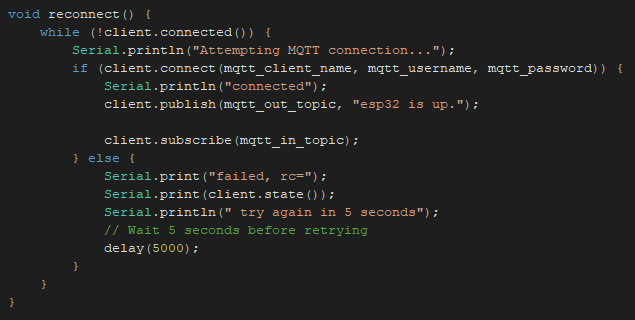 void reconnect() {
    while (!client.connected()) {
        Serial.println("Attempting MQTT connection...");
        if (client.connect(mqtt_client_name, mqtt_username, mqtt_password)) {
            Serial.println("connected");
            client.publish(mqtt_out_topic, "esp32 is up.");

            client.subscribe(mqtt_in_topic);
        } else {
            Serial.print("failed, rc=");
            Serial.print(client.state());
            Serial.println(" try again in 5 seconds");
            // Wait 5 seconds before retrying
            delay(5000);
        }
    }
}